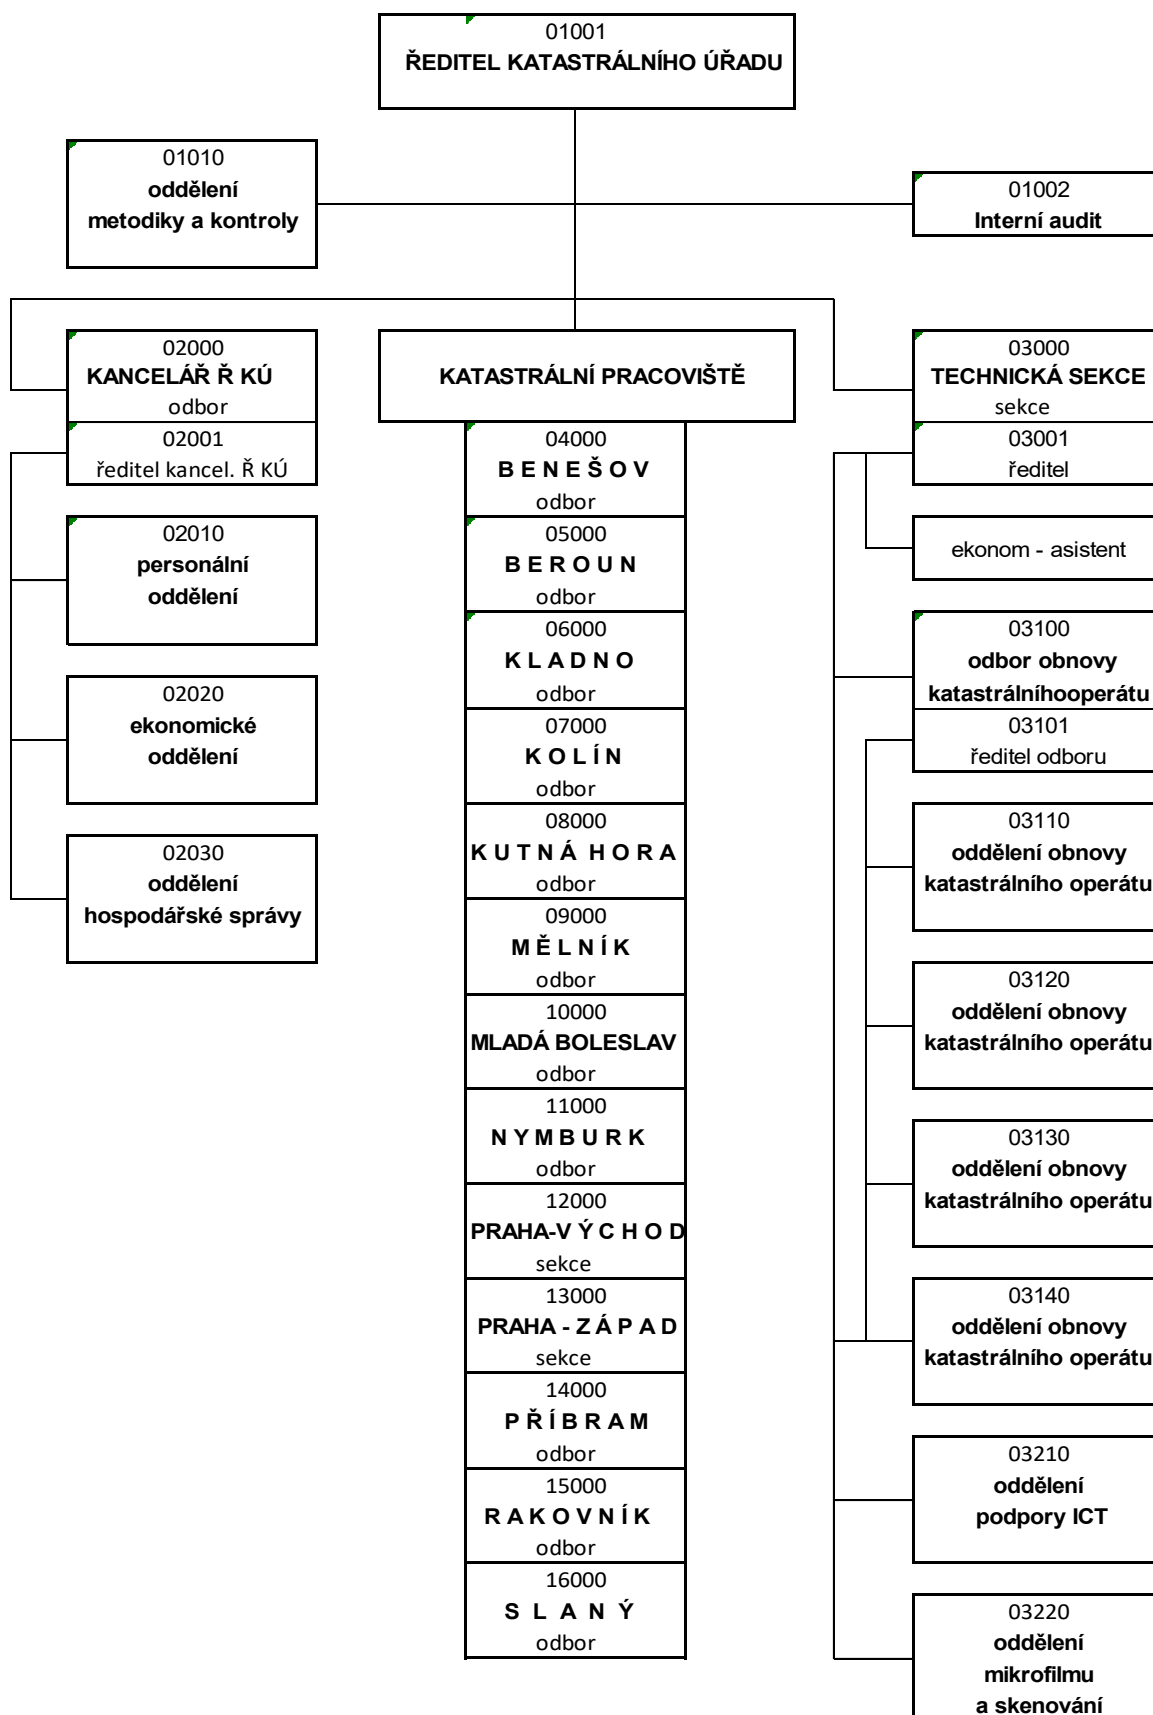 01001
ŘEDITEL KATASTRÁLNÍHO ÚŘADU
01010
oddělení
metodiky a kontroly
01002
Interní audit
02000
KANCELÁŘ Ř KÚ
odbor
02001
ředitel kancel. Ř KÚ
02010
personální
oddělení
02020
ekonomické
oddělení
02030
oddělení
hospodářské správy
KATASTRÁLNÍ PRACOVIŠTĚ
04000
B E N E Š O V
odbor
05000
B E R O U N
odbor
06000
K L A D N O
odbor
07000
K O L Í N
odbor
08000
K U T N Á  H O R A
odbor
09000
M Ě L N Í K
odbor
10000
MLADÁ BOLESLAV
odbor
11000
N Y M B U R K
odbor
12000
PRAHA-V Ý C H O D
sekce
13000
PRAHA - Z Á P A D
sekce
14000
P Ř Í B R A M
odbor
15000
R A K O V N Í K
odbor
16000
S L A N Ý
odbor
03000
TECHNICKÁ SEKCE
sekce
03001
ředitel
ekonom - asistent
03100
odbor obnovy
katastrálníhooperátu
03101
ředitel odboru
03110
oddělení obnovy
katastrálního operátu
03120
oddělení obnovy
katastrálního operátu
03130
oddělení obnovy
katastrálního operátu
03140
oddělení obnovy
katastrálního operátu
03210
oddělení
podpory ICT
03220
oddělení
mikrofilmu
a skenování